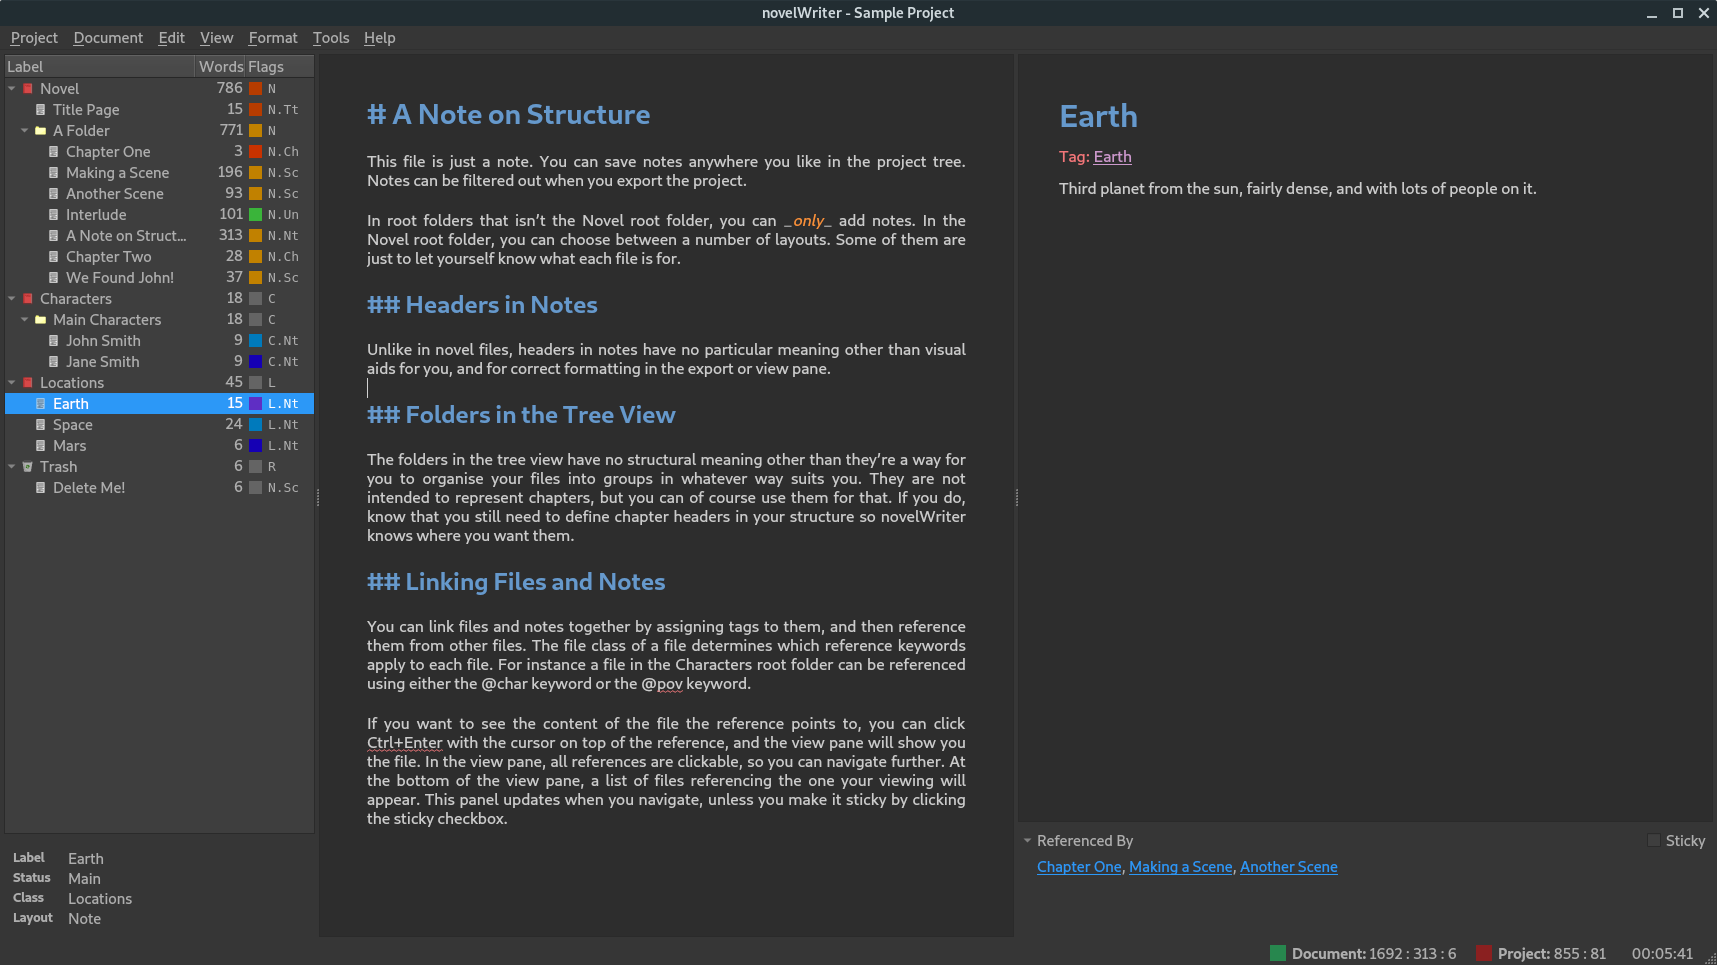 novelWriter - Sample Project
Project Document Edit View Format Tools Help
Label Words Flags
Novel 786 N
Title Page 15 N.Tt
A Folder 771 N
Chapter One 3 N.Ch
Making a Scene 196 N.Sc
Another Scene 93 N.Sc
Interlude 101 N.Un
A Note on Struct... 313 N.Nt
Chapter Two 28 N.Ch
We Found John! 37 N.Sc
Characters 18 C
Main Characters 18 C
John Smith 9 C.Nt
Jane Smith 9 C.Nt
Locations 45 L
Earth 15 L.Nt
Space 24 L.Nt
Mars 6 L.Nt
Trash 6 R
Delete Me! 6 N.Sc
Label Earth
Status Main
Class Locations
Layout Note
# A Note on Structure
This file is just a note. You can save notes anywhere you like in the project tree.
Notes can be filtered out when you export the project.
In root folders that isn't the Novel root folder, you can _only_ add notes. In the
Novel root folder, you can choose between a number of layouts. Some of them are
just to let yourself know what each file is for.
## Headers in Notes
Unlike in novel files, headers in notes have no particular meaning other than visual
aids for you, and for correct formatting in the export or view pane.
## Folders in the Tree View
The folders in the tree view have no structural meaning other than they're a way for
you to organise your files into groups in whatever way suits you. They are not
intended to represent chapters, but you can of course use them for that. If you do,
know that you still need to define chapter headers in your structure so novelWriter
knows where you want them.
## Linking Files and Notes
You can link files and notes together by assigning tags to them, and then reference
them from other files. The file class of a file determines which reference keywords
apply to each file. For instance a file in the Characters root folder can be referenced
using either the @char keyword or the @pov keyword.
If you want to see the content of the file the reference points to, you can click
Ctrl+Enter with the cursor on top of the reference, and the view pane will show you
the file. In the view pane, all references are clickable, so you can navigate further. At
the bottom of the view pane, a list of files referencing the one your viewing will
appear. This panel updates when you navigate, unless you make it sticky by clicking
the sticky checkbox.
Earth
Tag: Earth
Third planet from the sun, fairly dense, and with lots of people on it.
Referenced By Sticky
Chapter One, Making a Scene, Another Scene
Document: 1692 : 313 : 6 Project: 855 : 81 00:05:41